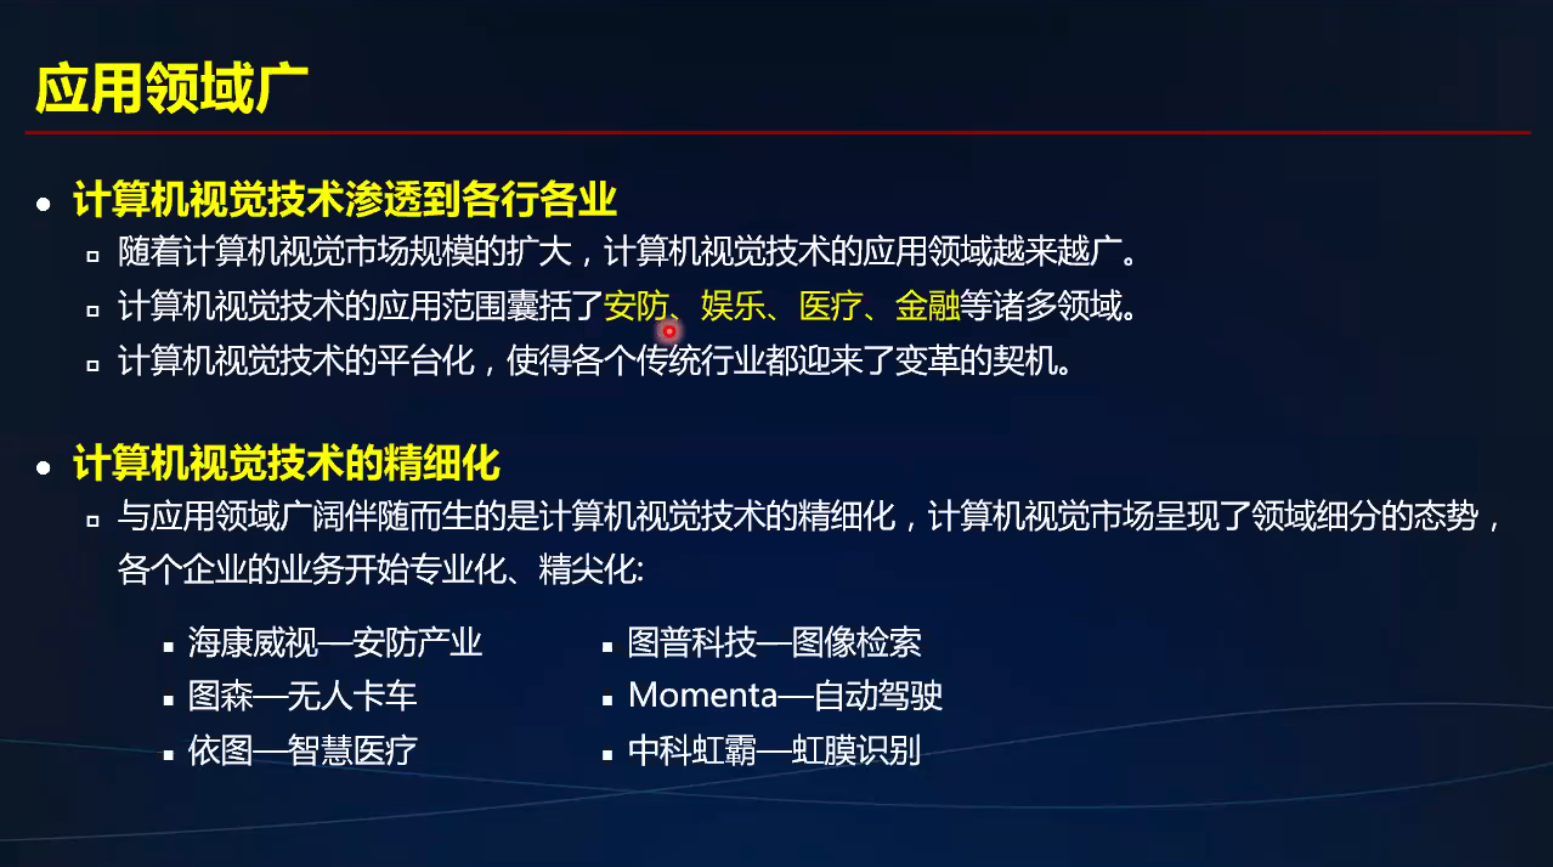 应用领域广
计算机视觉技术渗透到各行各业
随着计算机视觉市场规模的扩大，计算机视觉技术的应用领域越来越广。
计算机视觉技术的应用范围囊括了安防、娱乐、医疗、金融等诸多领域。
计算机视觉技术的平台化，使得各个传统行业都迎来了变革的契机。
计算机视觉技术的精细化
与应用领域广阔伴随而生的是计算机视觉技术的精细化，计算机视觉市场呈现了领域细分的态势，
各个企业的业务开始专业化、精尖化:
海康威视—安防产业
图森—无人卡车
依图—智慧医疗
图普科技—图像检索
Momenta—自动驾驶
中科虹霸—虹膜识别